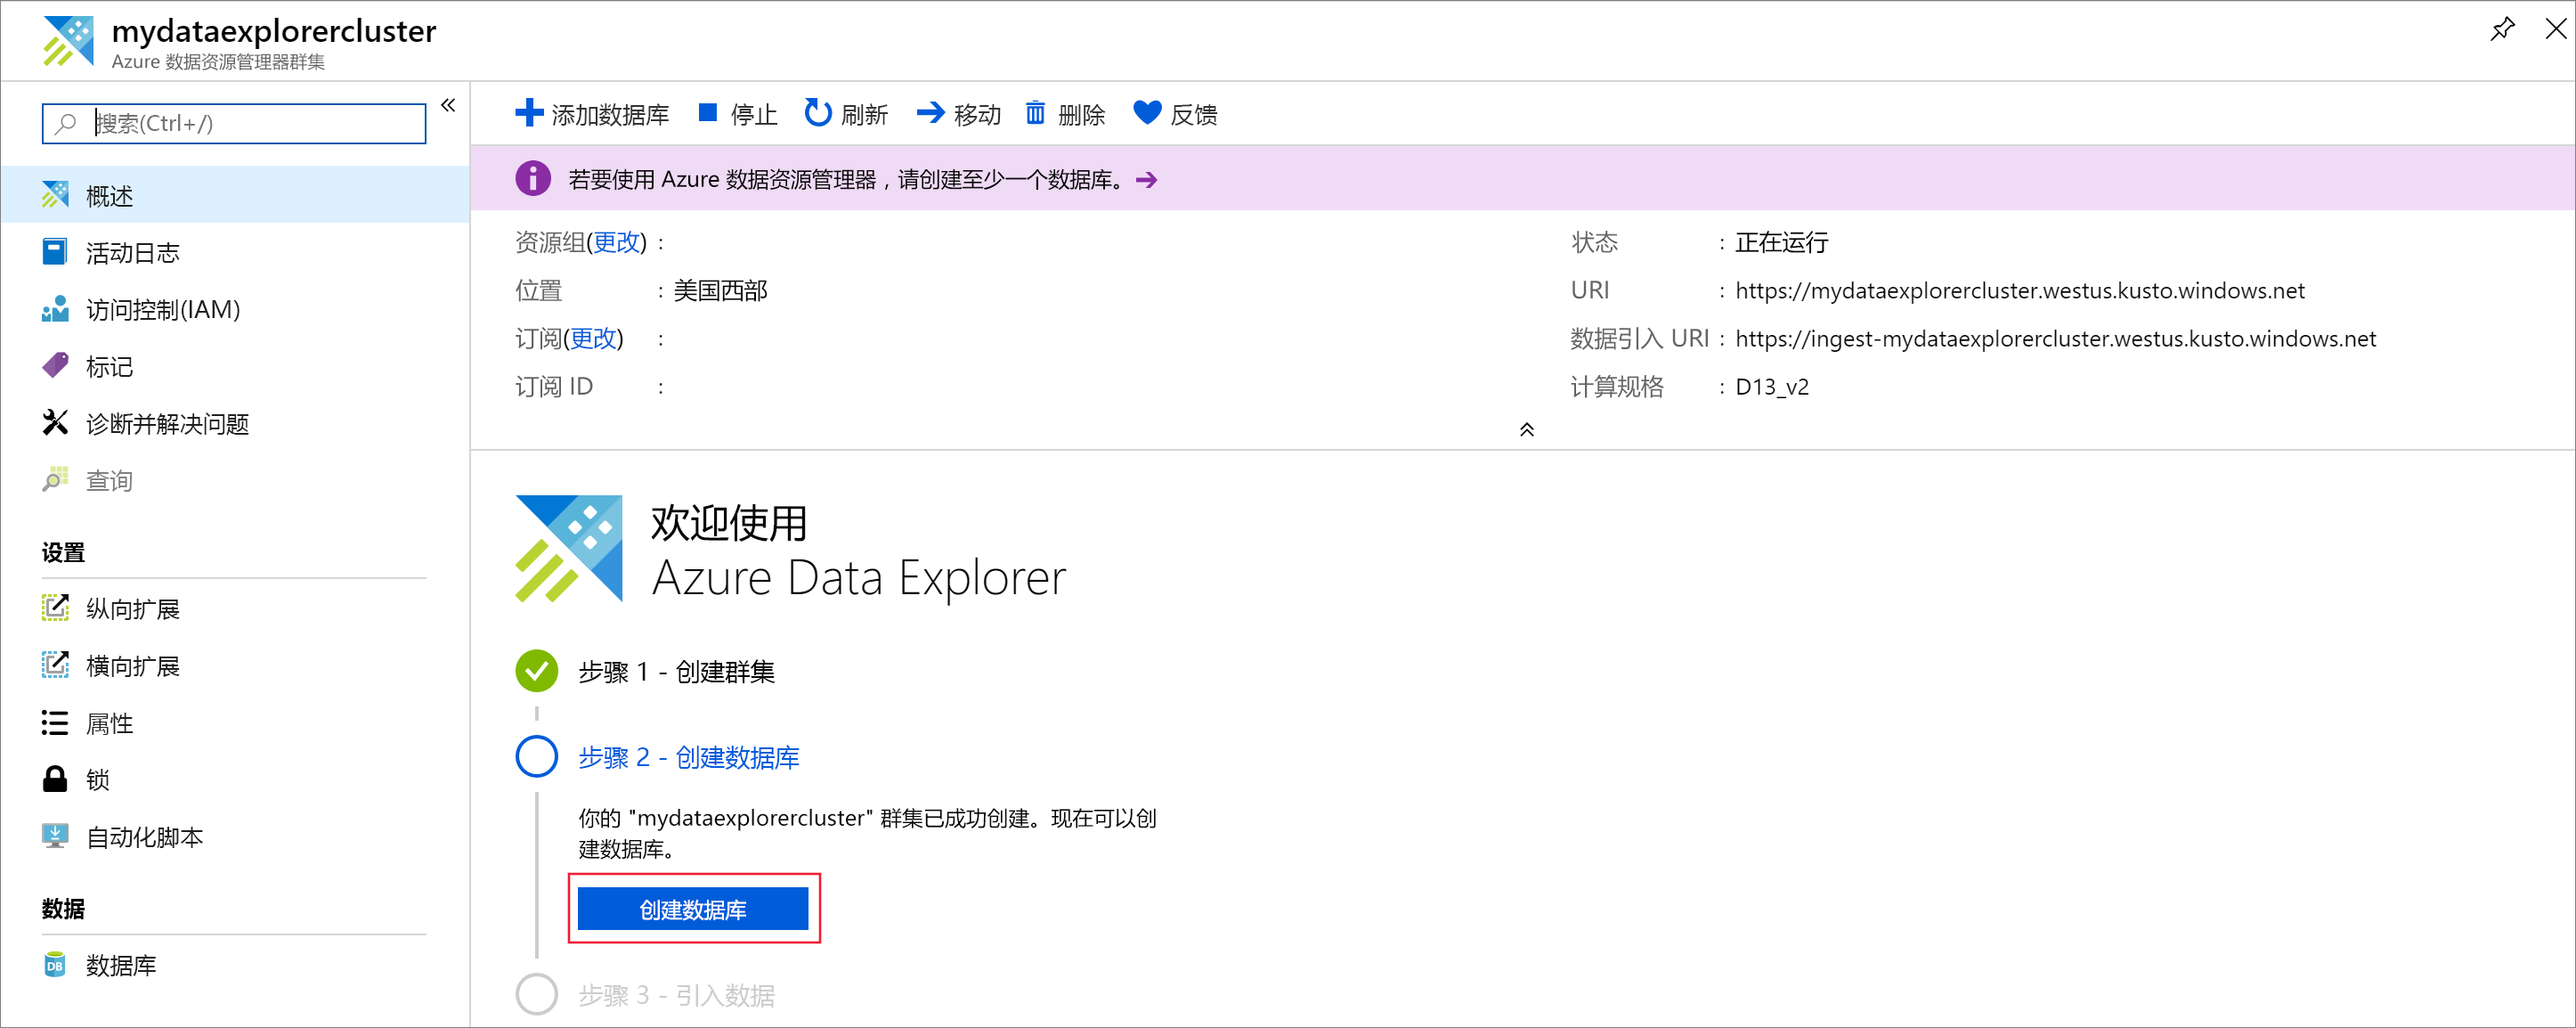 mydataexplorercluster
Azure 数据资源管理器群集
搜索(Ctrl+/)
概述
活动日志
访问控制(IAM)
标记
诊断并解决问题
查询
设置
纵向扩展
横向扩展
属性
锁
自动化脚本
数据
DB 数据库
添加数据库 停止 刷新 移动 删除 反馈
若要使用 Azure 数据资源管理器，请创建至少一个数据库。
资源组(更改) :
位置 : 美国西部
订阅(更改) :
订阅 ID :
状态 : 正在运行
URI : https://mydataexplorercluster.westus.kusto.windows.net
数据引入 URI : https://ingest-mydataexplorercluster.westus.kusto.windows.net
计算规格 : D13_v2
欢迎使用
Azure Data Explorer
步骤 1 - 创建群集
步骤 2 - 创建数据库
你的 "mydataexplorercluster" 群集已成功创建。现在可以创
建数据库。
创建数据库
步骤 3 - 引入数据